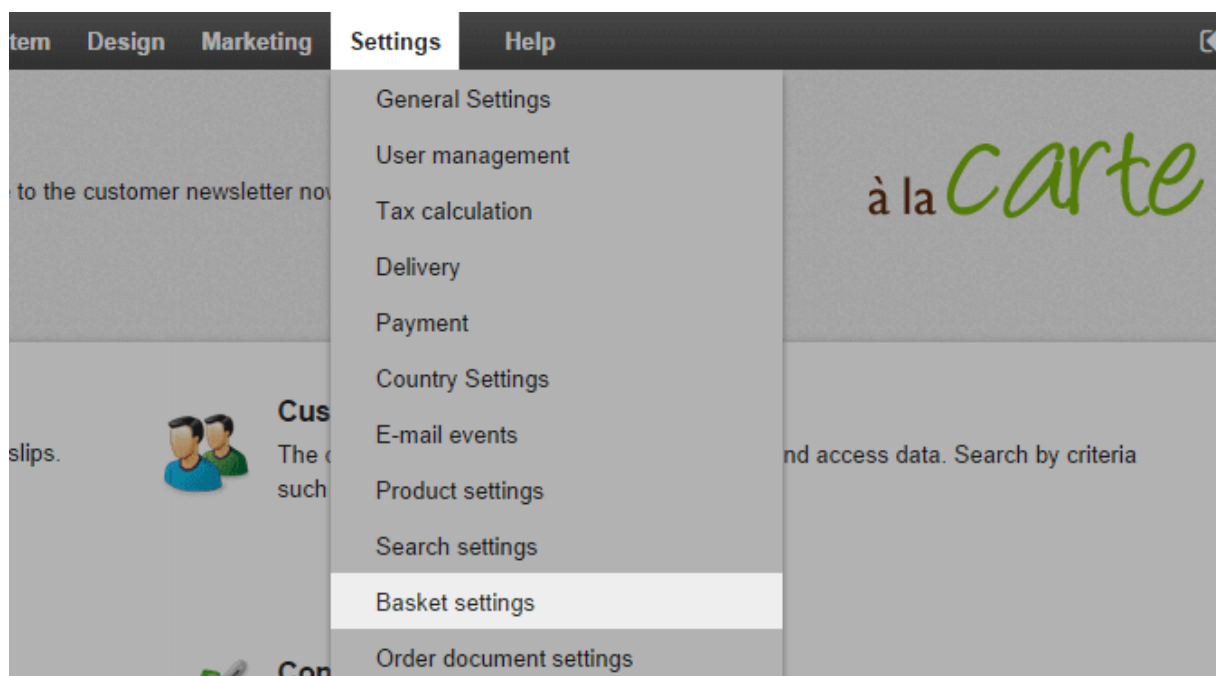 tem Design Marketing Settings Help
General Settings
User management
à la carte
to the customer newsletter now
Tax calculation
Delivery
Payment
Country Settings
Cus
E-mail events
slips.
The
nd access data. Search by criteria
such
Product settings
Search settings
Basket settings
Order document settings
Con